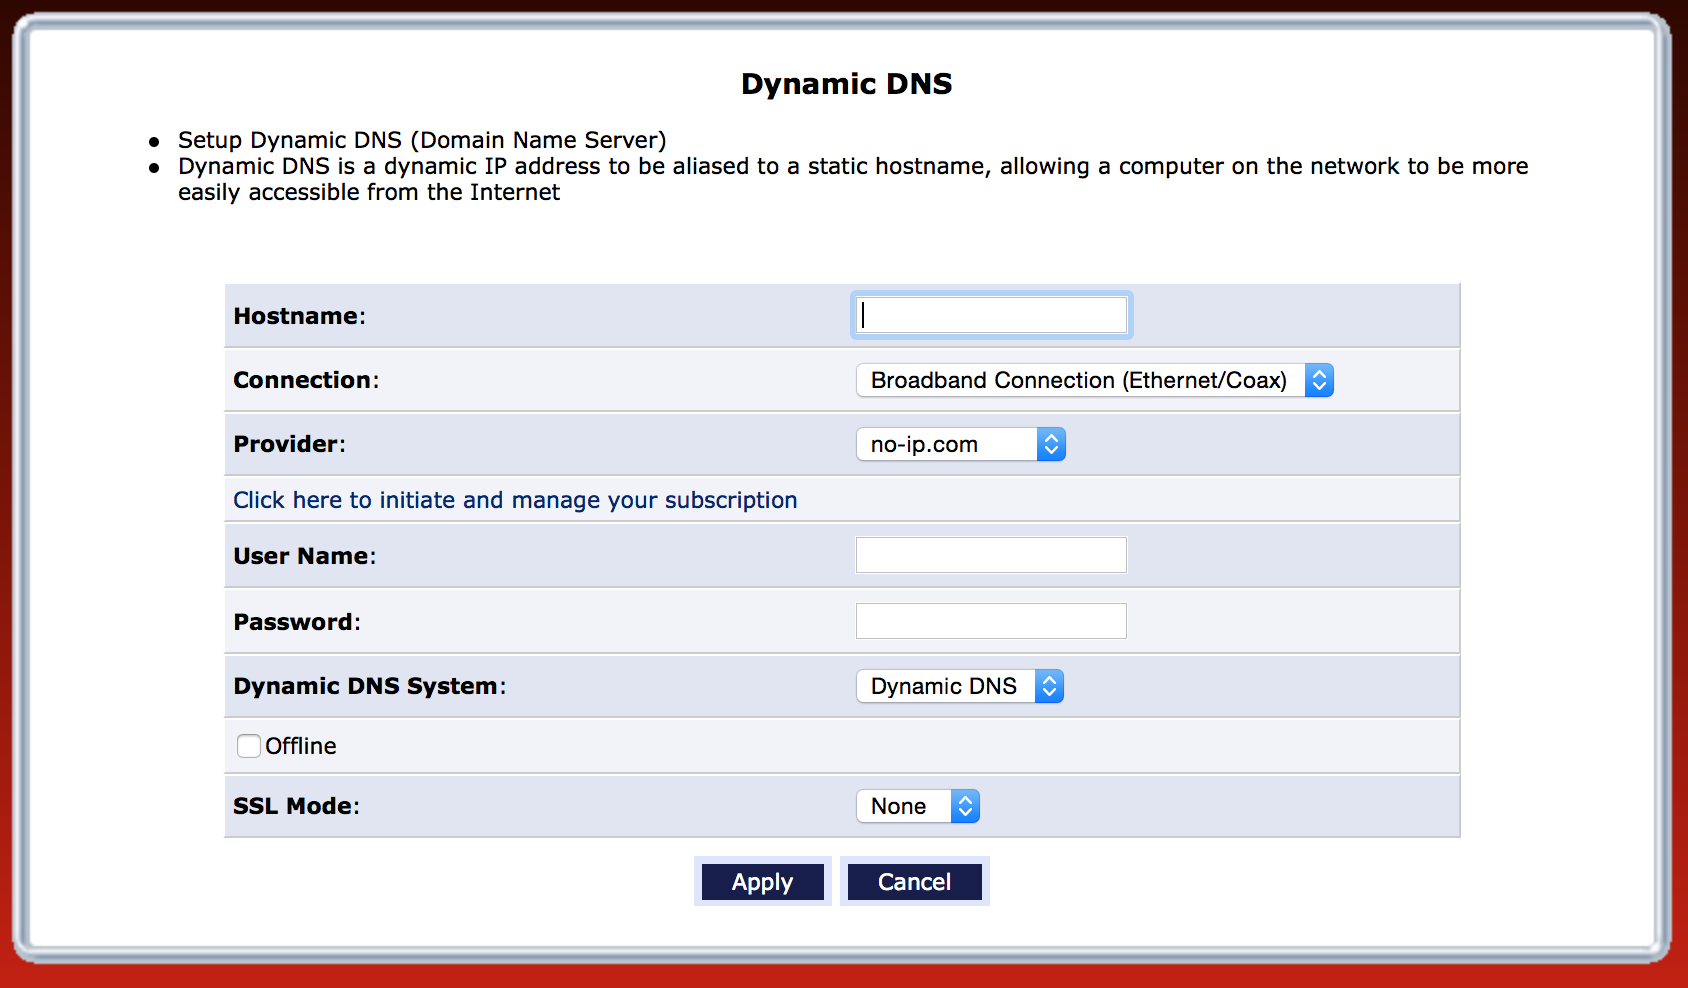 Dynamic DNS
● Setup Dynamic DNS (Domain Name Server)
● Dynamic DNS is a dynamic IP address to be aliased to a static hostname, allowing a computer on the network to be more
easily accessible from the Internet
Hostname:
Connection: Broadband Connection (Ethernet/Coax)
Provider: no-ip.com
Click here to initiate and manage your subscription
User Name:
Password:
Dynamic DNS System: Dynamic DNS
Offline
SSL Mode: None
Apply Cancel